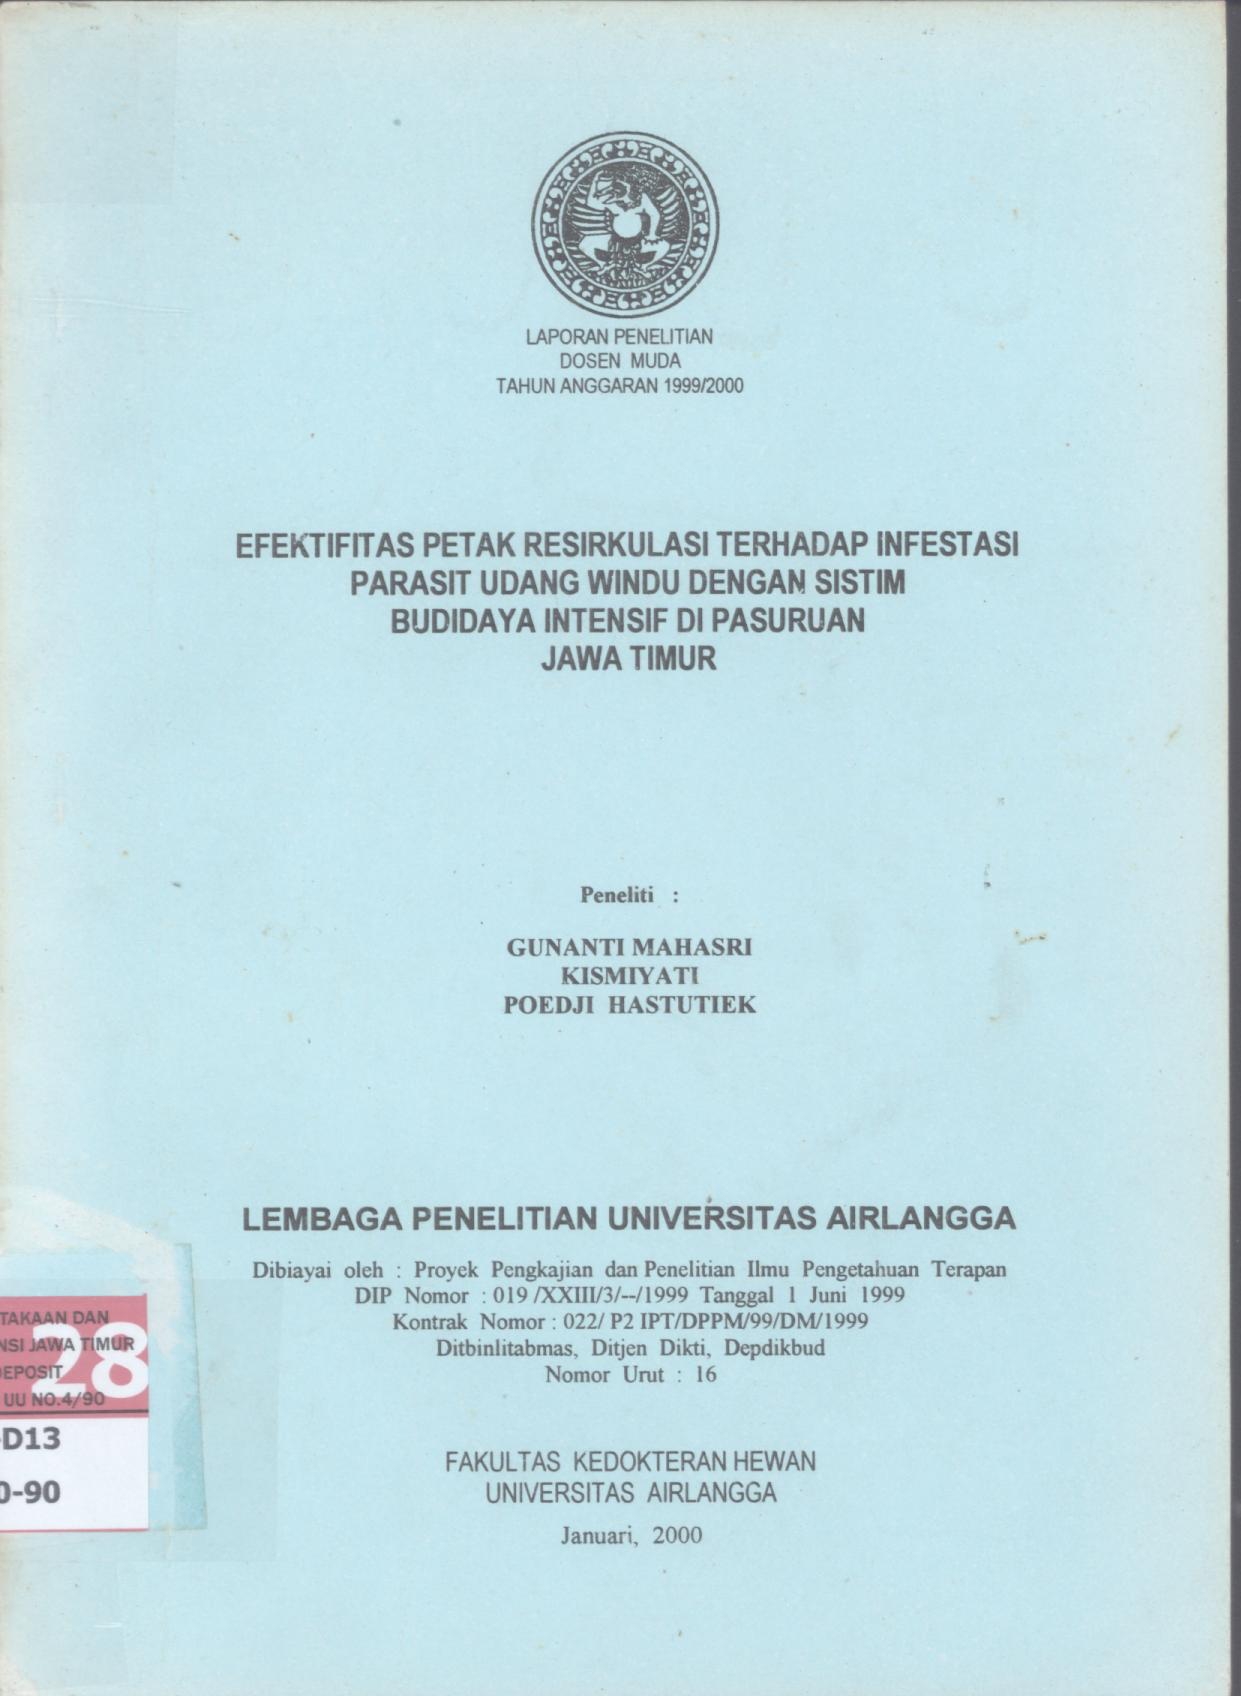 LAPORAN PENELITIAN
DOSEN MUDA
TAHUN ANGGARAN 1999/2000
EFEKTIFITAS PETAK RESIRKULASI TERHADAP INFESTASI
PARASIT UDANG WINDU DENGAN SISTIM
BUDIDAYA INTENSIF DI PASURUAN
JAWA TIMUR
Peneliti :
GUNANTI MAHASRI
KISMIYATI
POEDJI HASTUTIEK
LEMBAGA PENELITIAN UNIVERSITAS AIRLANGGA
Dibiayai oleh : Proyek Pengkajian dan Penelitian Ilmu Pengetahuan Terapan
DIP Nomor : 019 /XXIII/3/--/1999 Tanggal 1 Juni 1999
Kontrak Nomor : 022/ P2 IPT/DPPM/99/DM/1999
Ditbinlitabmas, Ditjen Dikti, Depdikbud
Nomor Urut : 16
FAKULTAS KEDOKTERAN HEWAN
UNIVERSITAS AIRLANGGA
Januari, 2000
TAKAAN DAN
NSI JAWA TIMUR
28
DEPOSIT
UU NO.4/90
D13
0-90